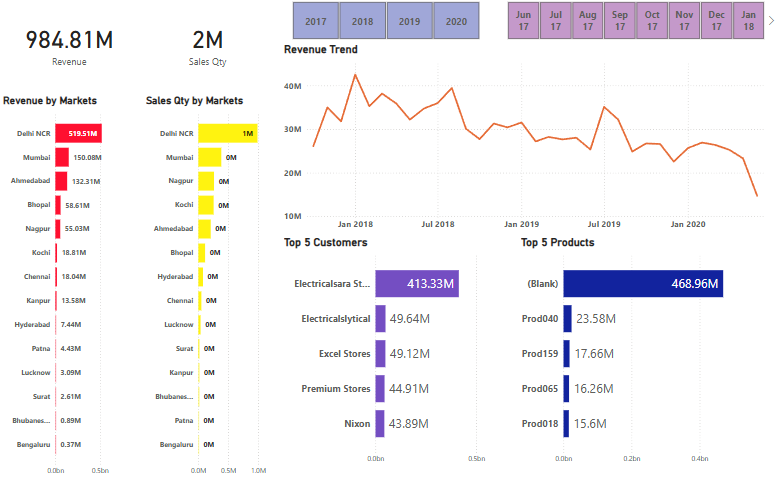 984.81M
Revenue
2M
Sales Qty
2017 2018 2019 2020
Jun 17 Jul 17 Aug 17 Sep 17 Oct 17 Nov 17 Dec 17 Jan 18
Revenue Trend
40M
30M
20M
10M
Jan 2018 Jul 2018 Jan 2019 Jul 2019 Jan 2020
Revenue by Markets
Delhi NCR 519.51M
Mumbai 150.08M
Ahmedabad 132.31M
Bhopal 58.61M
Nagpur 55.03M
Kochi 18.81M
Chennai 18.04M
Kanpur 13.58M
Hyderabad 7.44M
Patna 4.43M
Lucknow 3.09M
Surat 2.61M
Bhubanes... 0.89M
Bengaluru 0.37M
0.0bn 0.5bn
Sales Qty by Markets
Delhi NCR 1M
Mumbai 0M
Nagpur 0M
Kochi 0M
Ahmedabad 0M
Bhopal 0M
Hyderabad 0M
Chennai 0M
Lucknow 0M
Surat 0M
Kanpur 0M
Bhubanes... 0M
Patna 0M
Bengaluru 0M
0.0M 0.5M 1.0M
Top 5 Customers
Electricalsara St... 413.33M
Electricalslytical 49.64M
Excel Stores 49.12M
Premium Stores 44.91M
Nixon 43.89M
0.0bn 0.5bn
Top 5 Products
(Blank) 468.96M
Prod040 23.58M
Prod159 17.66M
Prod065 16.26M
Prod018 15.6M
0.0bn 0.2bn 0.4bn